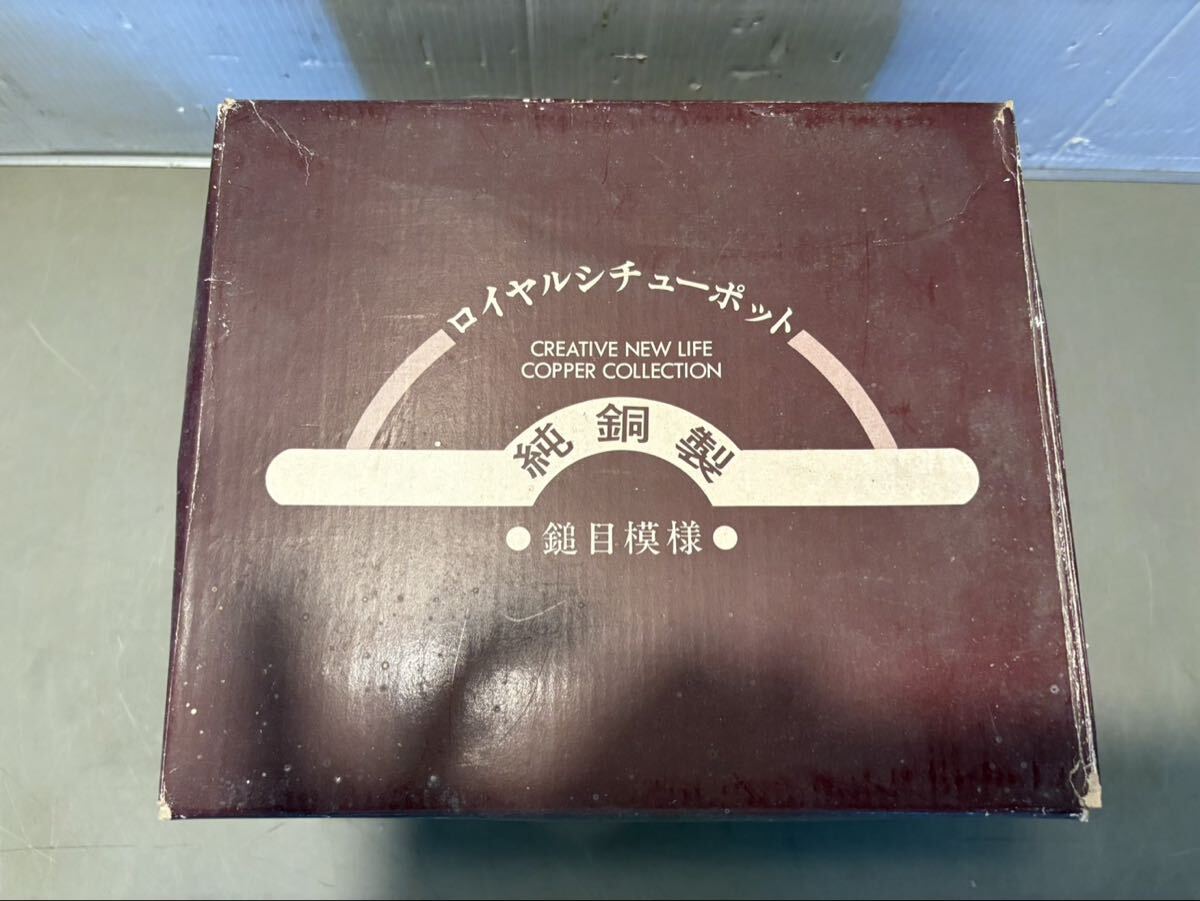 ロイヤルシチューポット
CREATIVE NEW LIFE
COPPER COLLECTION
純銅製
●鎚目模様●